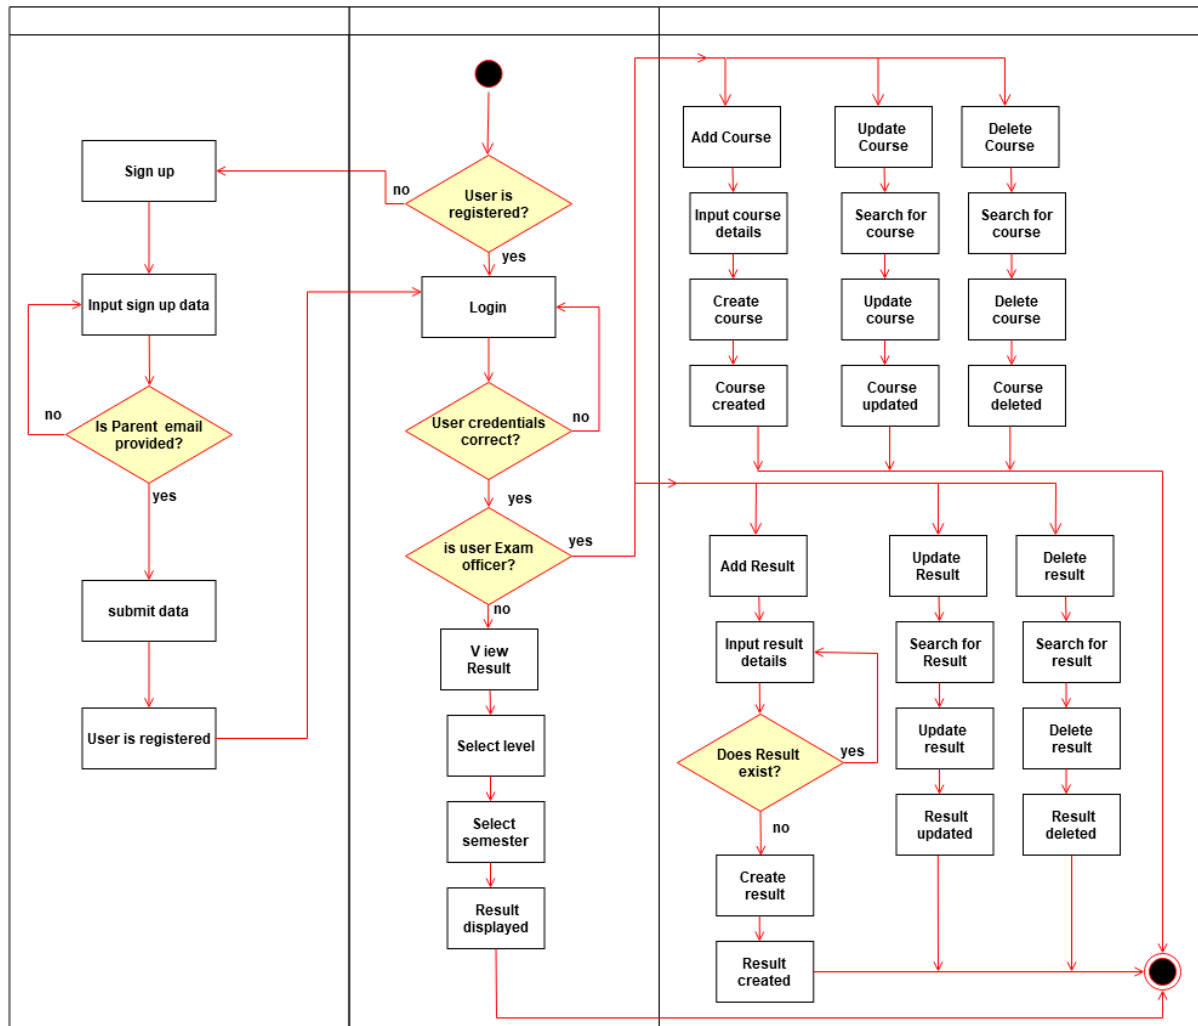 Sign up
Input sign up data
no
Is Parent email
provided?
yes
submit data
User is registered
no
User is
registered?
yes
Login
User credentials
correct?
no
yes
is user Exam
officer?
yes
no
V iew
Result
Select level
Select
semester
Result
displayed
Add Course
Input course
details
Create
course
Course
created
Update
Course
Search for
course
Update
course
Course
updated
Delete
Course
Search for
course
Delete
course
Course
deleted
Add Result
Input result
details
Does Result
exist?
yes
no
Create
result
Result
created
Update
Result
Search for
Result
Update
result
Result
updated
Delete
result
Search for
result
Delete
result
Result
deleted